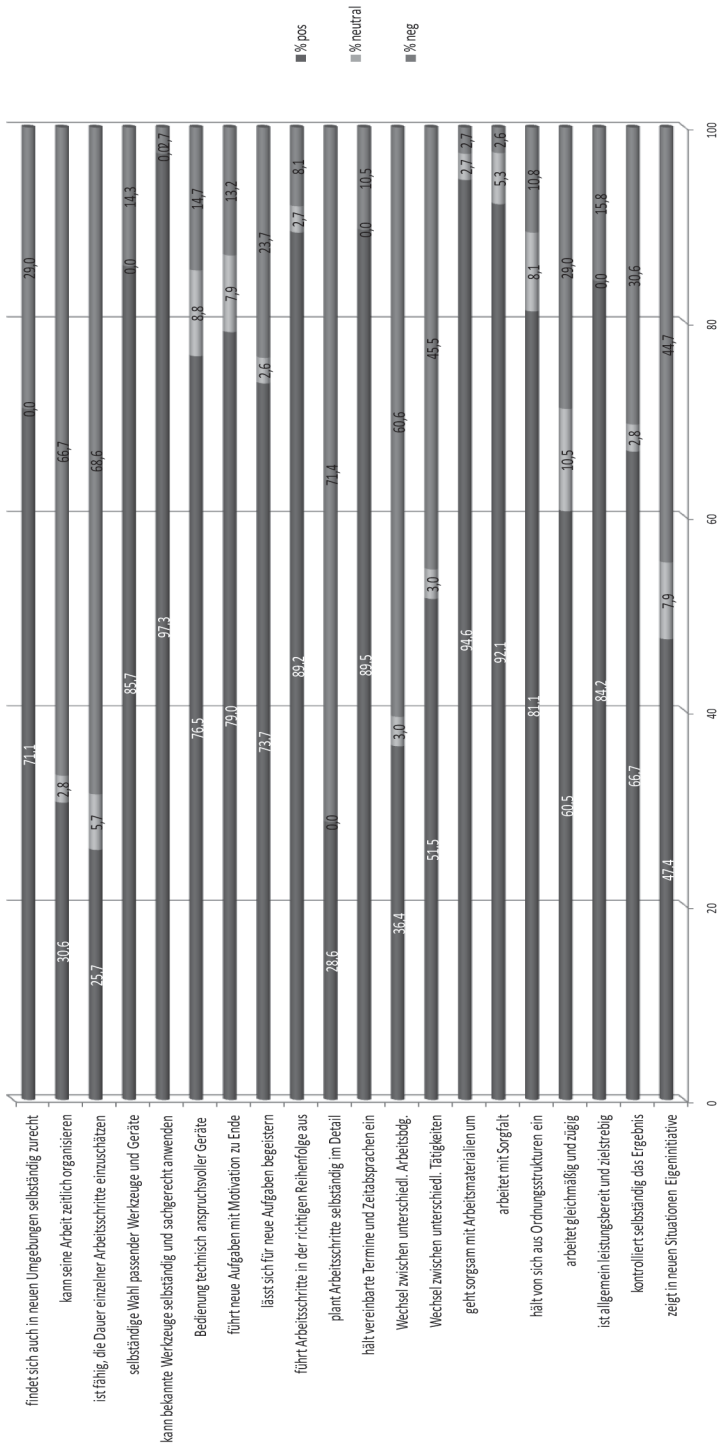 findet sich auch in neuen Umgebungen selbständig zurecht
71,1
0,0
29,0
kann seine Arbeit zeitlich organisieren
30,6
2,8
66,7
ist fähig, die Dauer einzelner Arbeitsschritte einzuschätzen
25,7
5,7
68,6
selbständige Wahl passender Werkzeuge und Geräte
85,7
0,0
14,3
kann bekannte Werkzeuge selbständig und sachgerecht anwenden
97,3
0,0
2,7
Bedienung technisch anspruchsvoller Geräte
76,5
8,8
14,7
führt neue Aufgaben mit Motivation zu Ende
79,0
7,9
13,2
lässt sich für neue Aufgaben begeistern
73,7
2,6
23,7
führt Arbeitsschritte in der richtigen Reihenfolge aus
89,2
2,7
8,1
plant Arbeitsschritte selbständig im Detail
28,6
0,0
71,4
hält vereinbarte Termine und Zeitabsprachen ein
89,5
0,0
10,5
Wechsel zwischen unterschiedl. Arbeitsbdg.
36,4
3,0
60,6
Wechsel zwischen unterschiedl. Tätigkeiten
51,5
3,0
45,5
geht sorgsam mit Arbeitsmaterialien um
94,6
2,7
2,7
arbeitet mit Sorgfalt
92,1
5,3
2,6
hält von sich aus Ordnungsstrukturen ein
81,1
8,1
10,8
arbeitet gleichmäßig und zügig
60,5
10,5
29,0
ist allgemein leistungsbereit und zielstrebig
84,2
0,0
15,8
kontrolliert selbständig das Ergebnis
66,7
2,8
30,6
zeigt in neuen Situationen Eigeninitiative
47,4
7,9
44,7
0
20
40
60
80
100
% pos
% neutral
% neg